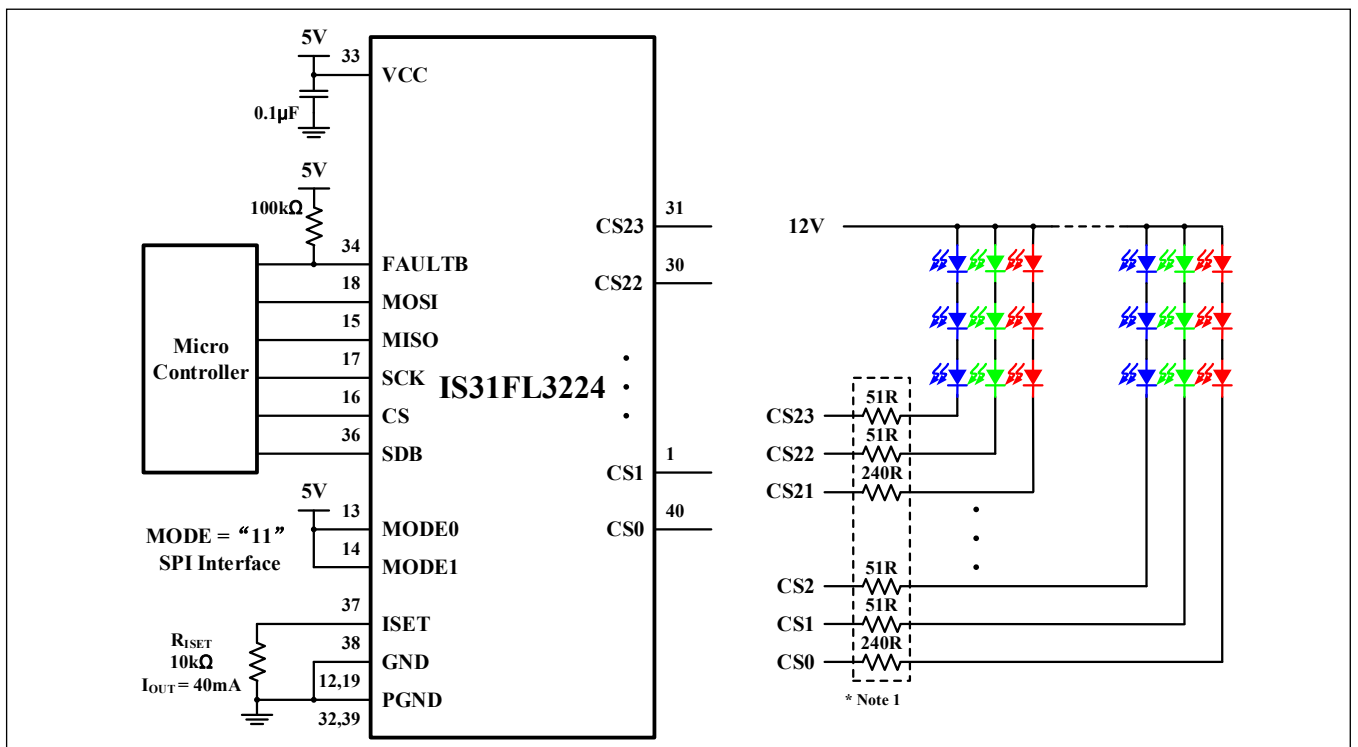 5V
33
VCC
0.1μF
5V
100kΩ
34
FAULTB
18
MOSI
15
MISO
17
SCK
16
CS
36
SDB
Micro
Controller
5V
13
MODE0
14
MODE1
MODE = “11”
SPI Interface
37
ISET
RISET
10kΩ
IOUT = 40mA
38
GND
12,19
PGND
32,39
IS31FL3224
31
CS23
30
CS22
1
CS1
40
CS0
12V
51R
CS23
51R
CS22
240R
CS21
51R
CS2
51R
CS1
240R
CS0
* Note 1